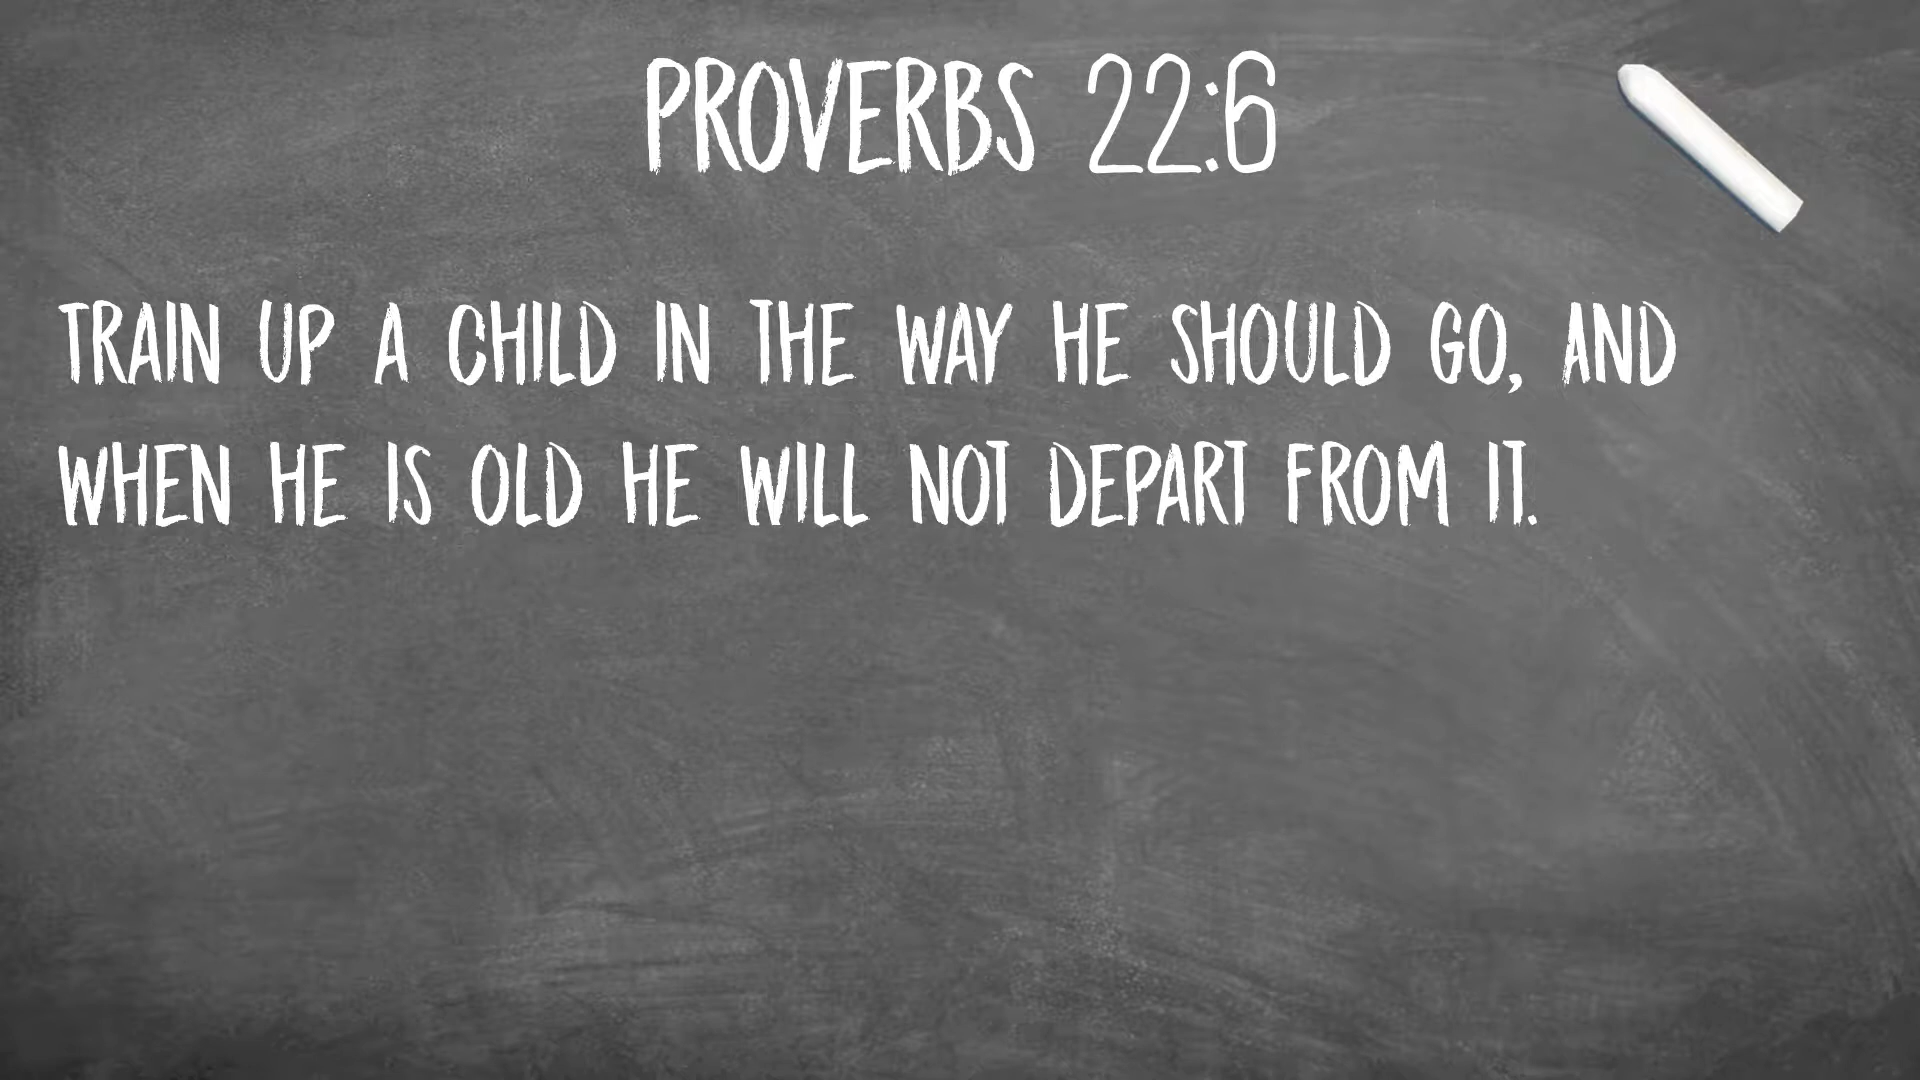 PROVERBS 22:6
TRAIN UP A CHILD IN THE WAY HE SHOULD GO, AND
WHEN HE IS OLD HE WILL NOT DEPART FROM IT.